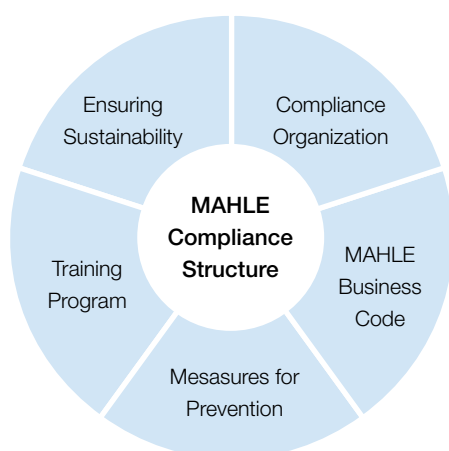 Ensuring
Sustainability
Compliance
Organization
MAHLE
Compliance
Structure
Training
Program
MAHLE
Business
Code
Mesasures for
Prevention